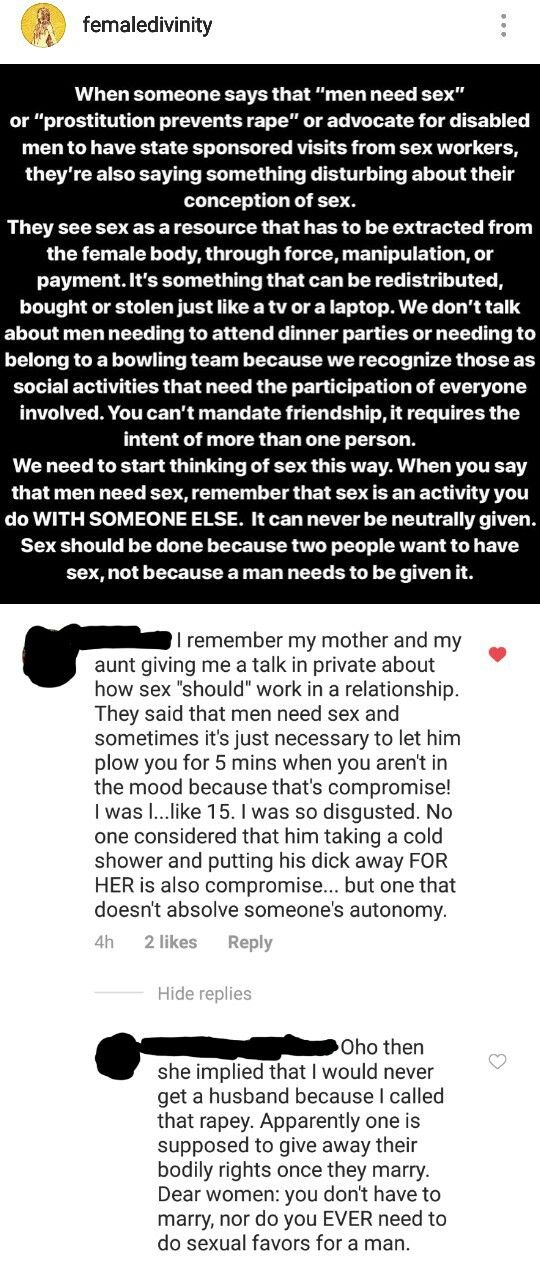 femaledivinity
When someone says that "men need sex"
or "prostitution prevents rape" or advocate for disabled
men to have state sponsored visits from sex workers,
they're also saying something disturbing about their
conception of sex.
They see sex as a resource that has to be extracted from
the female body, through force, manipulation, or
payment. It's something that can be redistributed,
bought or stolen just like a tv or a laptop. We don't talk
about men needing to attend dinner parties or needing to
belong to a bowling team because we recognize those as
social activities that need the participation of everyone
involved. You can't mandate friendship, it requires the
intent of more than one person.
We need to start thinking of sex this way. When you say
that men need sex, remember that sex is an activity you
do WITH SOMEONE ELSE. It can never be neutrally given.
Sex should be done because two people want to have
sex, not because a man needs to be given it.
I remember my mother and my
aunt giving me a talk in private about
how sex "should" work in a relationship.
They said that men need sex and
sometimes it's just necessary to let him
plow you for 5 mins when you aren't in
the mood because that's compromise!
I was l...like 15. I was so disgusted. No
one considered that him taking a cold
shower and putting his dick away FOR
HER is also compromise... but one that
doesn't absolve someone's autonomy.
4h 2 likes Reply
Hide replies
Oho then
she implied that I would never
get a husband because I called
that rapey. Apparently one is
supposed to give away their
bodily rights once they marry.
Dear women: you don't have to
marry, nor do you EVER need to
do sexual favors for a man.